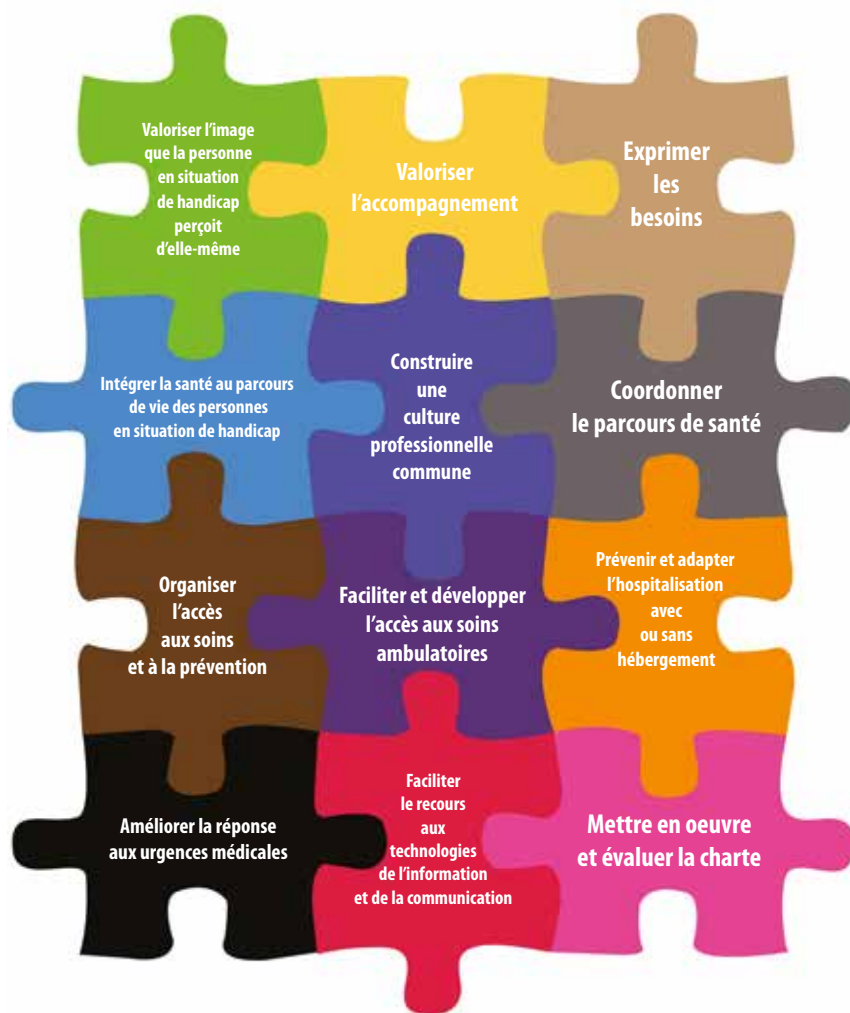 Valoriser l'image
que la personne
en situation
de handicap
perçoit
d'elle-même
Valoriser
l'accompagnement
Exprimer
les
besoins
Intégrer la santé au parcours
de vie des personnes
en situation de handicap
Construire
une
culture
professionnelle
commune
Coordonner
le parcours de santé
Organiser
l'accès
aux soins
et à la prévention
Faciliter et développer
l'accès aux soins
ambulatoires
Prévenir et adapter
l'hospitalisation
avec
ou sans
hébergement
Améliorer la réponse
aux urgences médicales
Faciliter
le recours
aux
technologies
de l'information
et de la communication
Mettre en oeuvre
et évaluer la charte